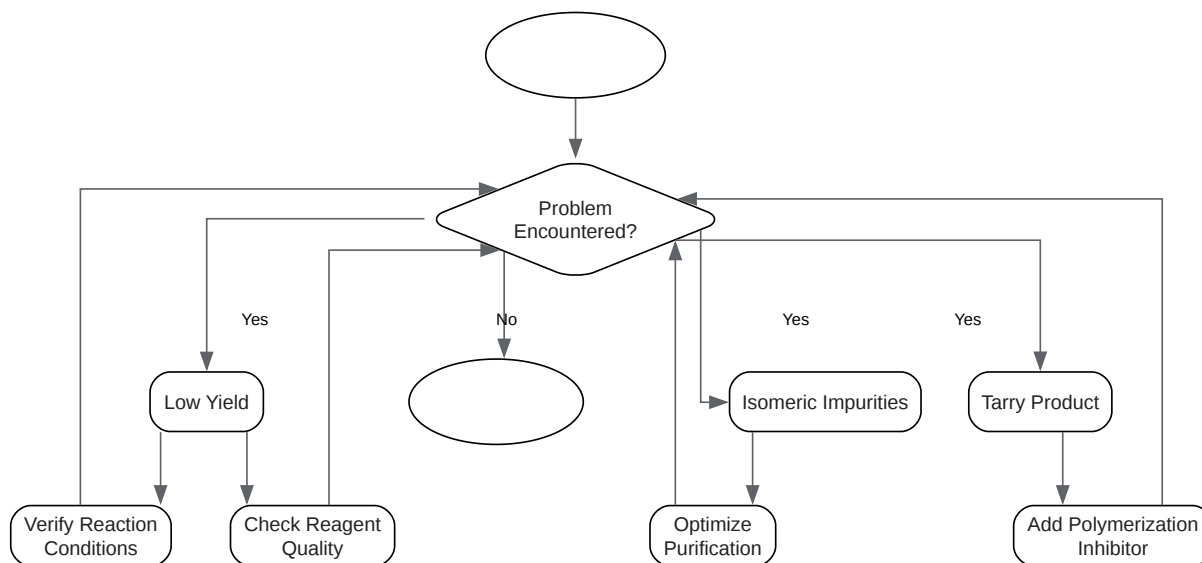 Problem
Encountered?
Yes
No
Yes
Yes
Low Yield
Isomeric Impurities
Tarry Product
Verify Reaction
Conditions
Check Reagent
Quality
Optimize
Purification
Add Polymerization
Inhibitor